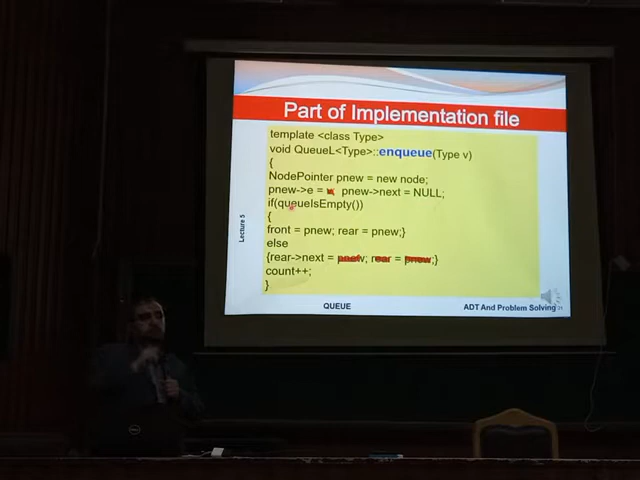 Part of Implementation file
template <class Type>
void QueueL<Type>::enqueue(Type v)
{
NodePointer pnew = new node;
pnew->e = pnew->next = NULL;
if(queueIsEmpty())
{
front = pnew; rear = pnew;}
else
{rear->next = pnew; rear = pnew;}
count++;
}
Lecture 5
QUEUE
ADT And Problem Solving
21
DELL